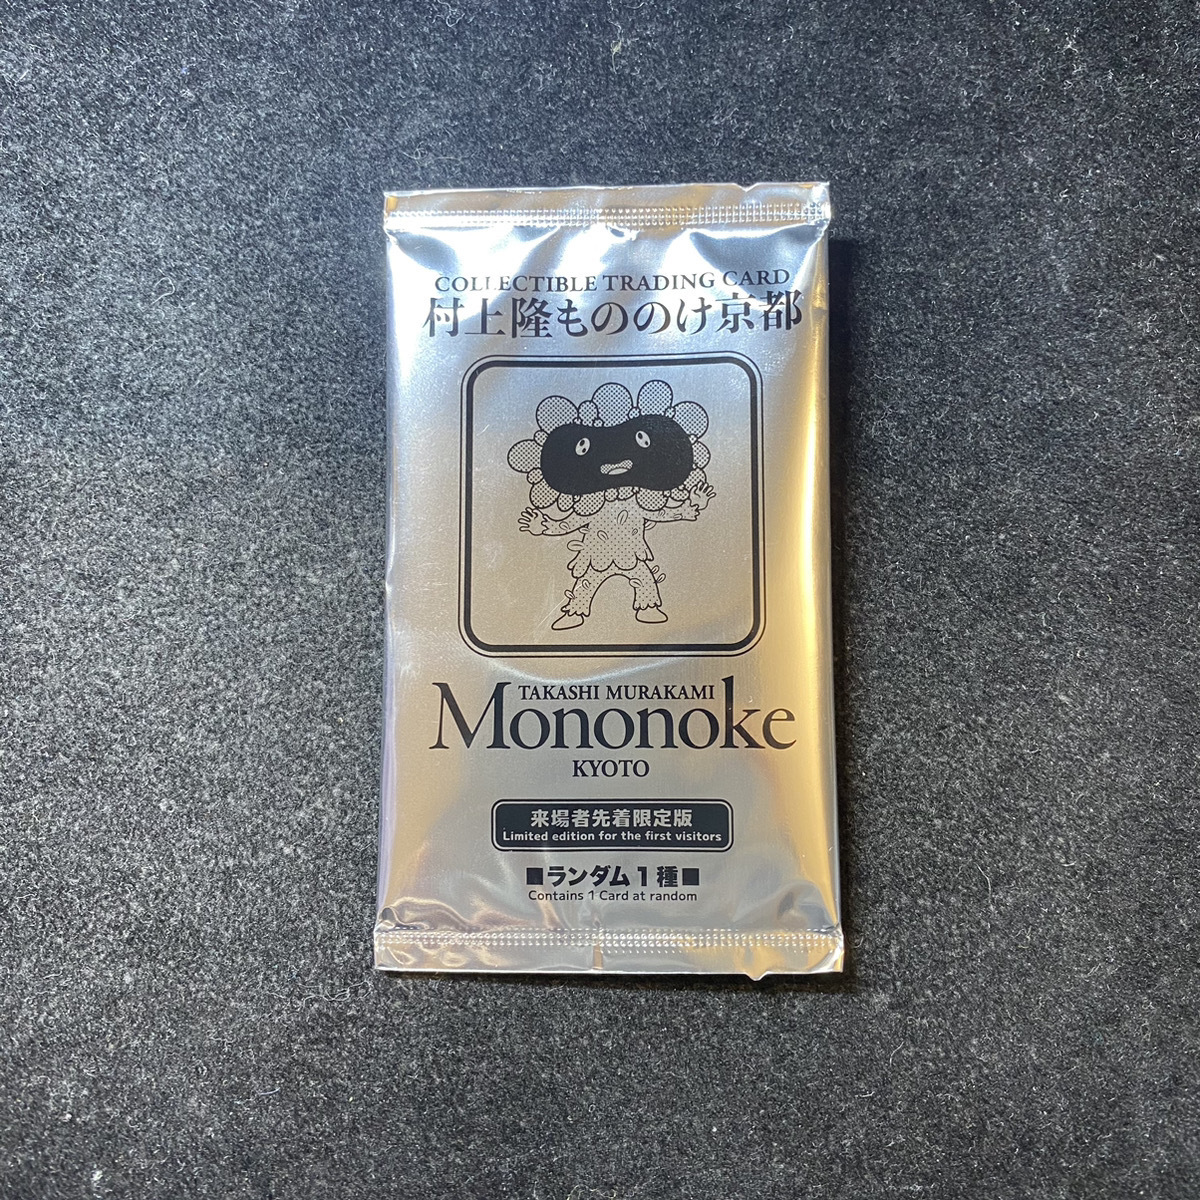 COLLECTIBLE TRADING CARD
村上隆もののけ京都
TAKASHI MURAKAMI
Mononoke
KYOTO
来場者先着限定版
Limited edition for the first visitors
■ランダム1種■
Contains 1 Card at random